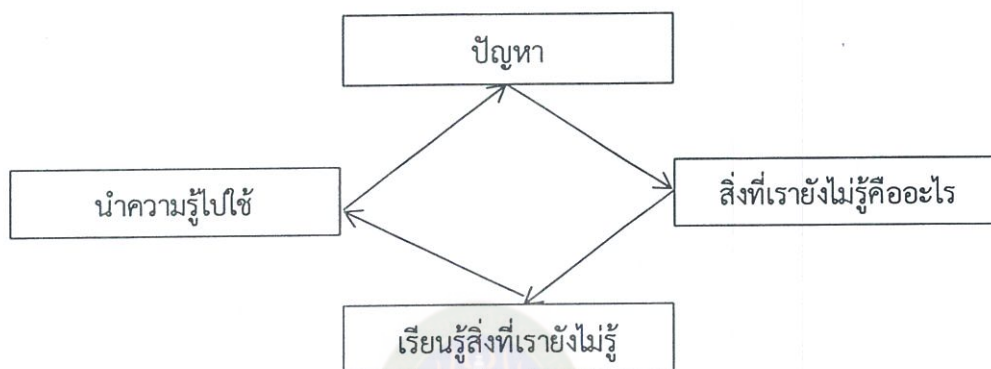 ปัญหา
นำความรู้ไปใช้
สิ่งที่เรายังไม่รู้คืออะไร
เรียนรู้สิ่งที่เรายังไม่รู้